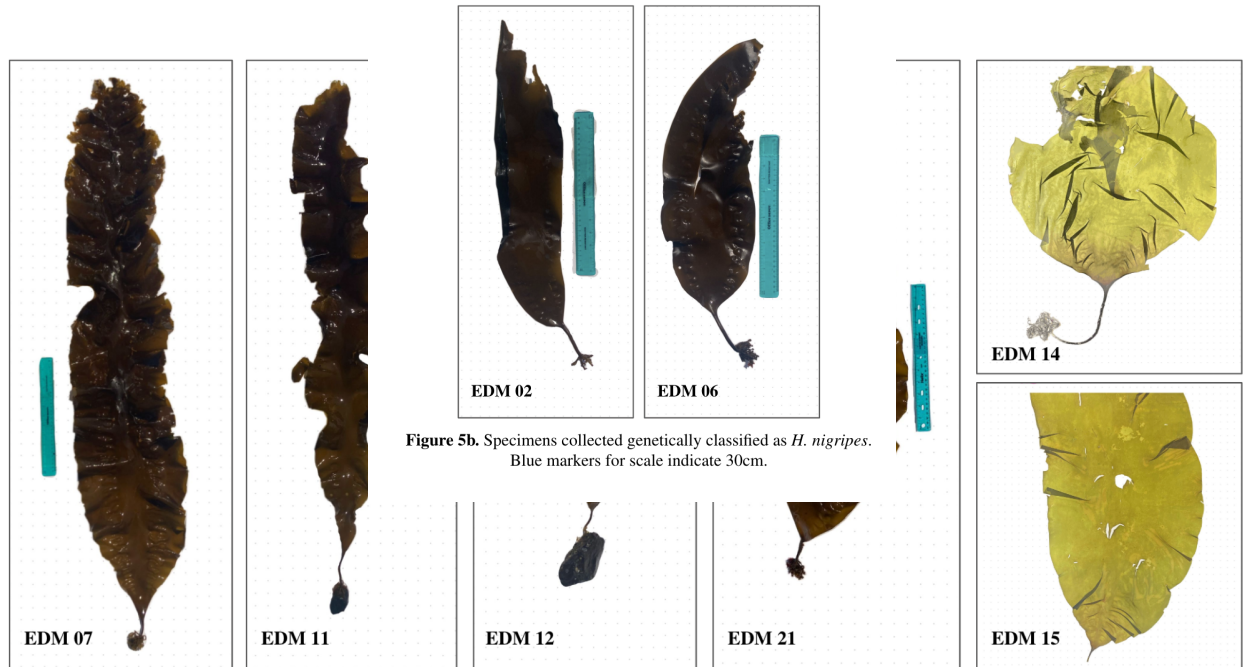 EDM 02
EDM 06
Figure 5b. Specimens collected genetically classified as H. nigripes.
Blue markers for scale indicate 30cm.
EDM 14
EDM 07
EDM 11
EDM 12
EDM 21
EDM 15